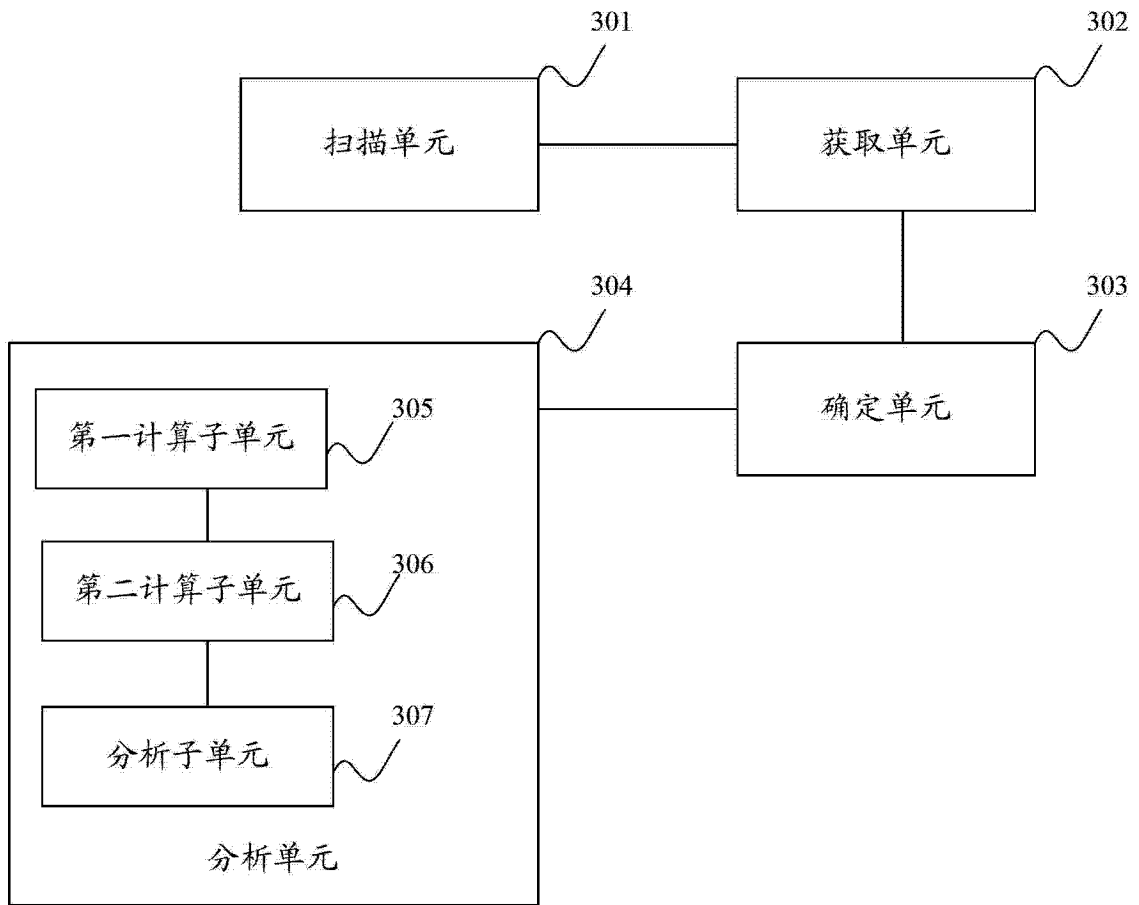 301
302
扫描单元
获取单元
304
303
确定单元
305
第一计算子单元
306
第二计算子单元
307
分析子单元
分析单元